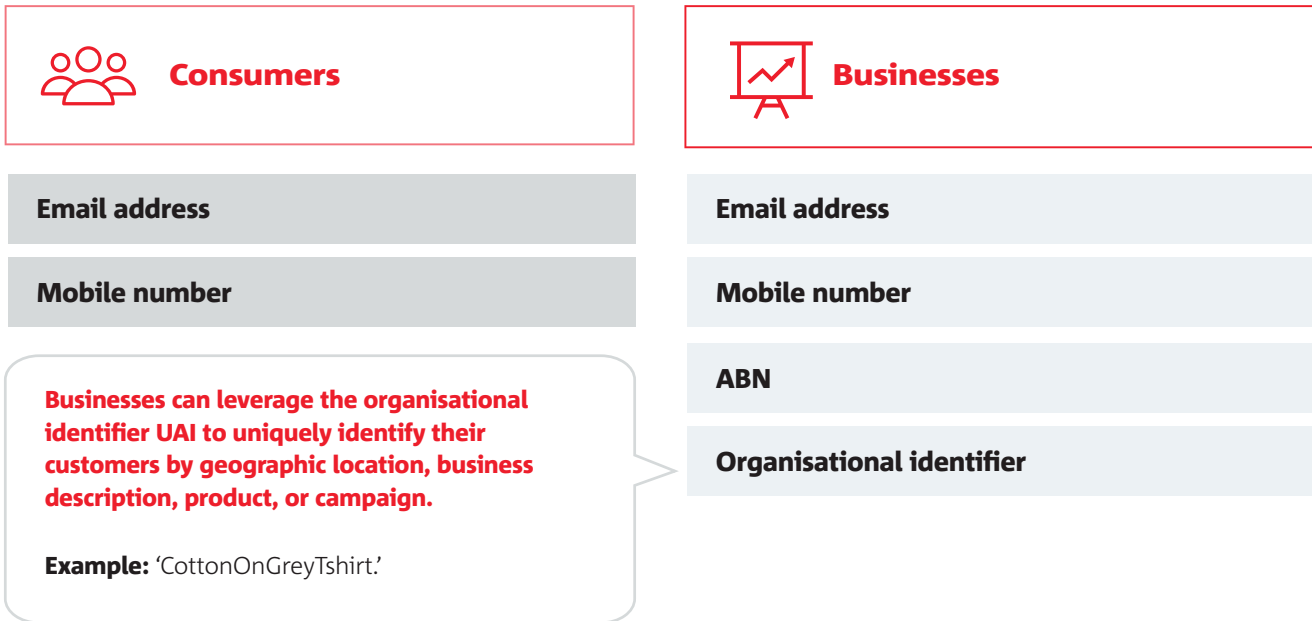 Consumers
Email address
Mobile number
Businesses can leverage the organisational
identifier UAI to uniquely identify their
customers by geographic location, business
description, product, or campaign.
Example: ‘CottonOnGreyTshirt.’
Businesses
Email address
Mobile number
ABN
Organisational identifier